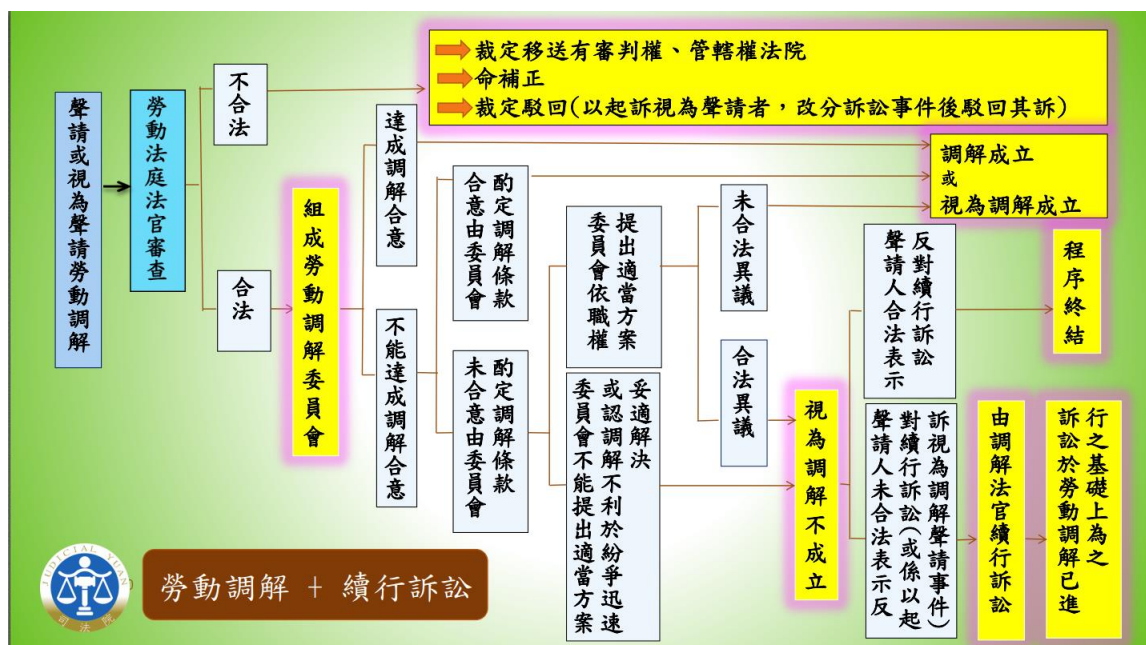 聲請或視為聲請勞動調解
勞動法庭法官審查
不合法
裁定移送有審判權、管轄權法院
命補正
裁定駁回(以起訴視為聲請者，改分訴訟事件後駁回其訴)
合法
組成勞動調解委員會
達成調解合意
調解成立
或
視為調解成立
不能達成調解合意
合意由委員會
酌定調解條款
未合意由委員會
酌定調解條款
委員會依職權
提出適當方案
委員會不能提出適當方案
或認調解不利於紛爭迅速
妥適解決
未合法異議
合法異議
視為調解不成立
聲請人合法表示
反對續行訴訟
程序終結
聲請人未合法表示反
對續行訴訟(或係以起
訴視為調解聲請事件)
由調解法官續行訴訟
訴訟於勞動調解已進
行之基礎上為之
JUDICIAL YUAN
司法院
勞動調解 + 續行訴訟